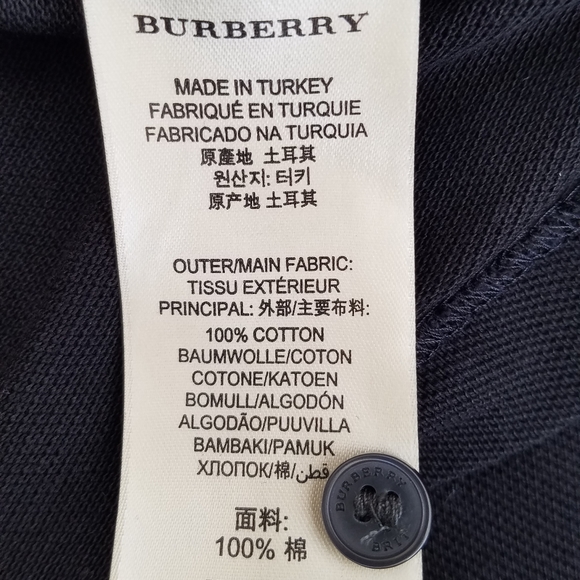 BURBERRY
MADE IN TURKEY
FABRIQUÉ EN TURQUIE
FABRICADO NA TURQUIA
原產地 土耳其
원산지: 터키
原产地 土耳其
OUTER/MAIN FABRIC:
TISSU EXTÉRIEUR
PRINCIPAL: 外部/主要布料:
100% COTTON
BAUMWOLLE/COTON
COTONE/KATOEN
BOMULL/ALGODÓN
ALGODÃO/PUUVILLA
BAMBAKI/PAMUK
ХЛОПОК/棉/قطن/
面料:
100% 棉
BURBERRY